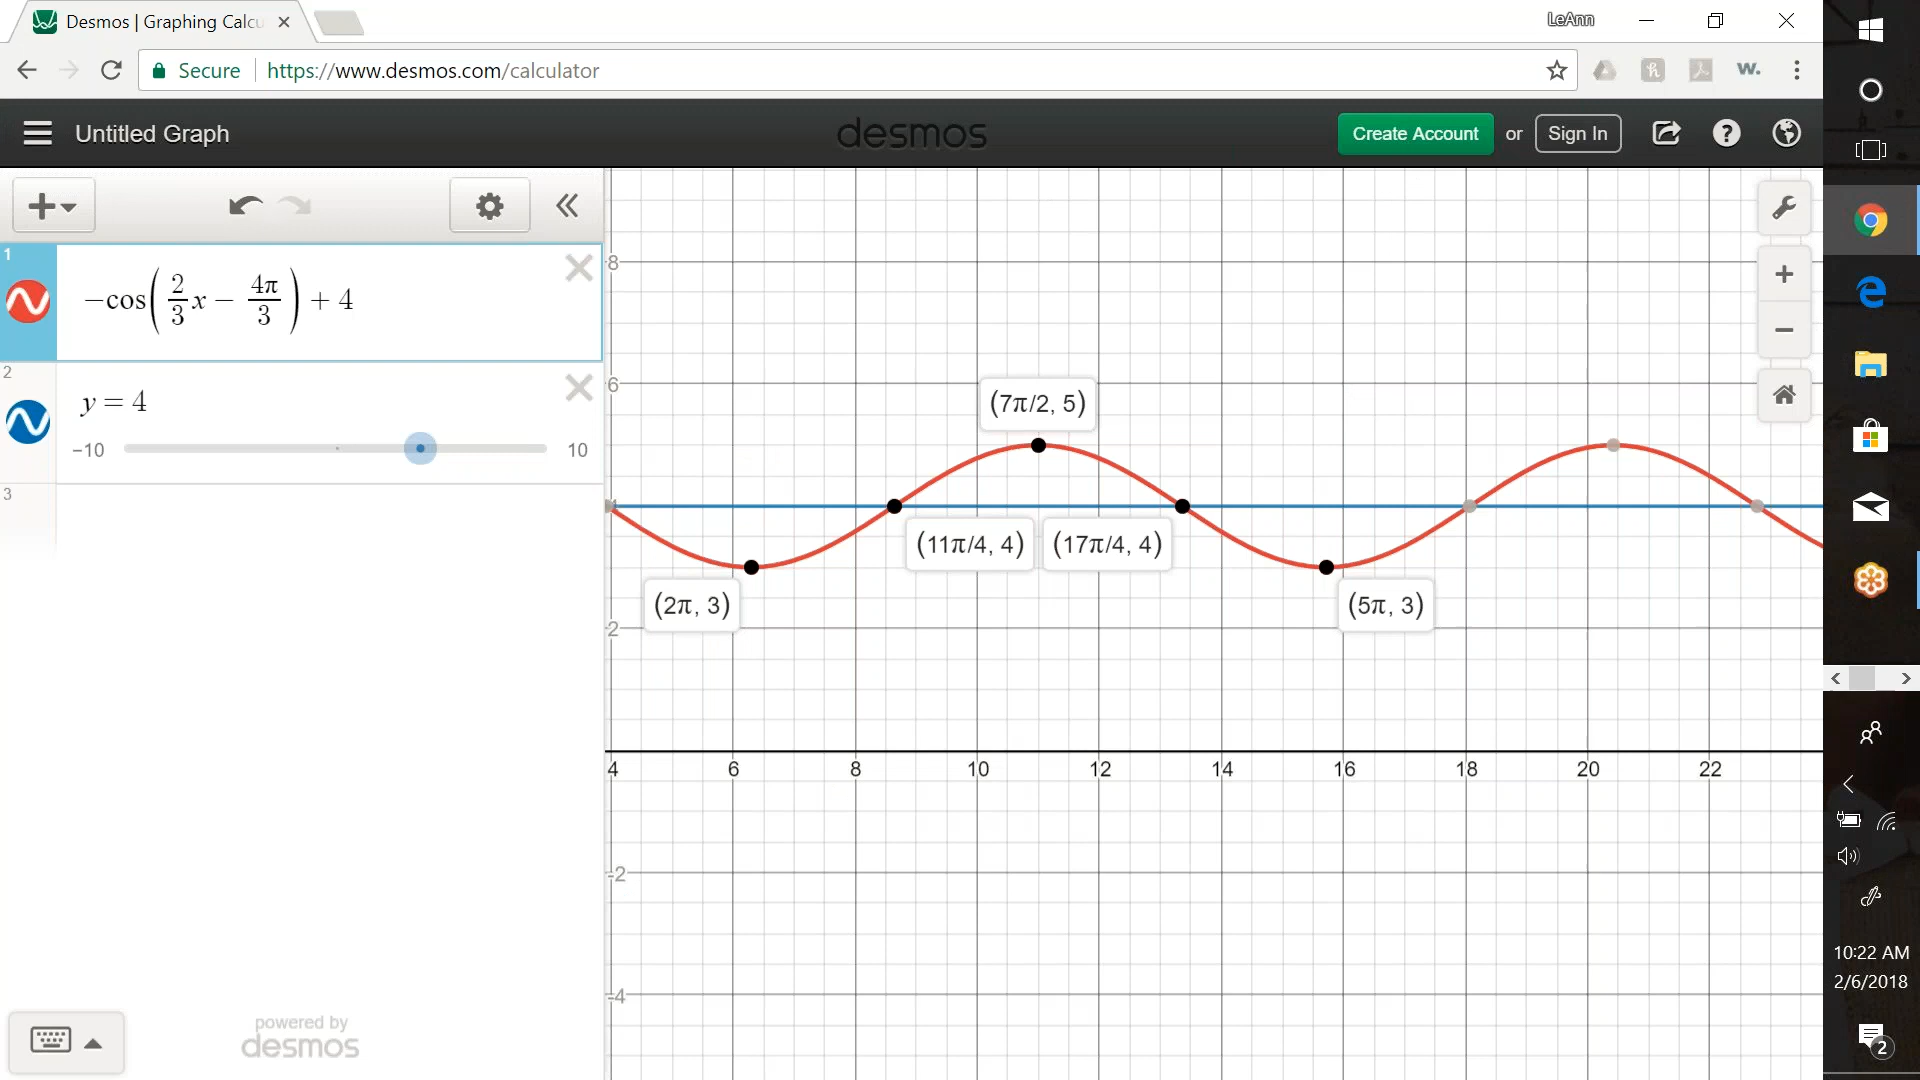 Desmos | Graphing Calcu
LeAnn
Secure
https://www.desmos.com/calculator
Untitled Graph
desmos
Create Account
or
Sign In
1
−cos(2/3 x − 4π/3) + 4
2
y = 4
−10
10
3
powered by
desmos
8
6
4
2
-2
-4
4 6 8 10 12 14 16 18 20 22
(7π/2, 5)
(11π/4, 4)
(17π/4, 4)
(2π, 3)
(5π, 3)
w.
10:22 AM
2/6/2018
2